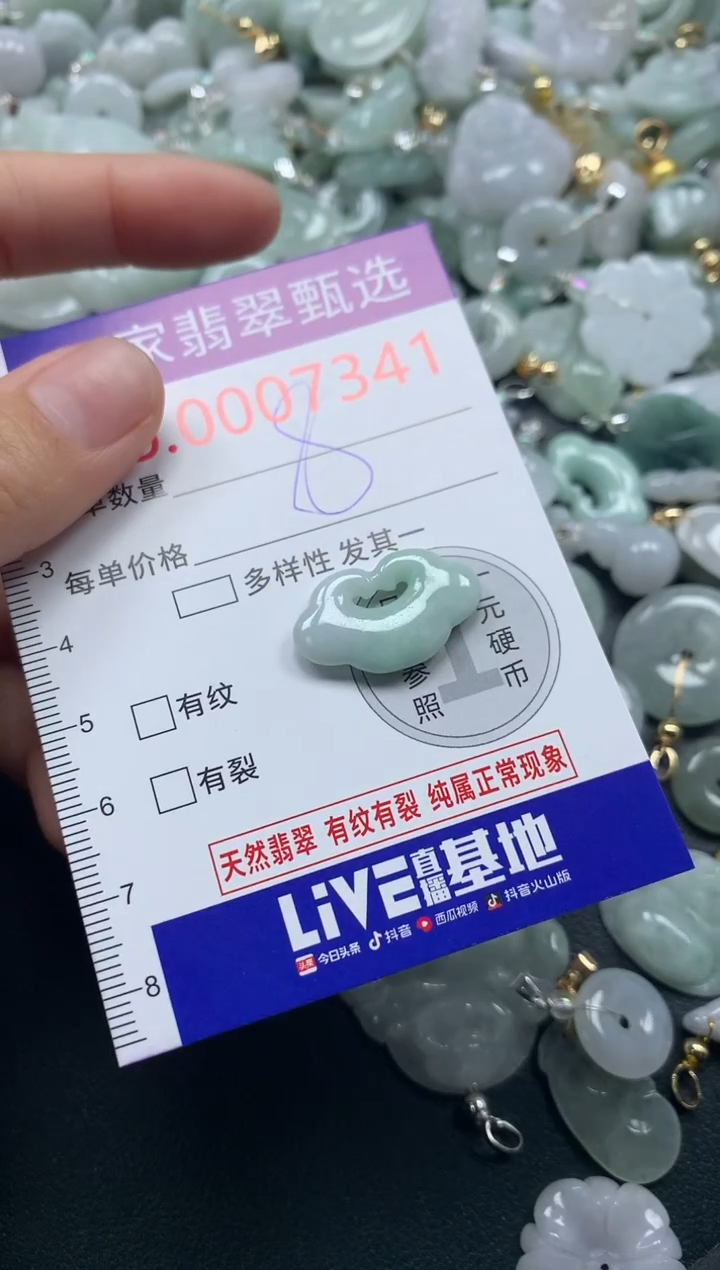 家翡翠甄选
.0007341
8
单数量
3
每单价格
多样性 发其一
4
一元硬币
1
参照
5
有纹
有裂
6
天然翡翠 有纹有裂 纯属正常现象
7
LiVE直播基地
头条 今日头条 抖音 西瓜视频 抖音火山版
8